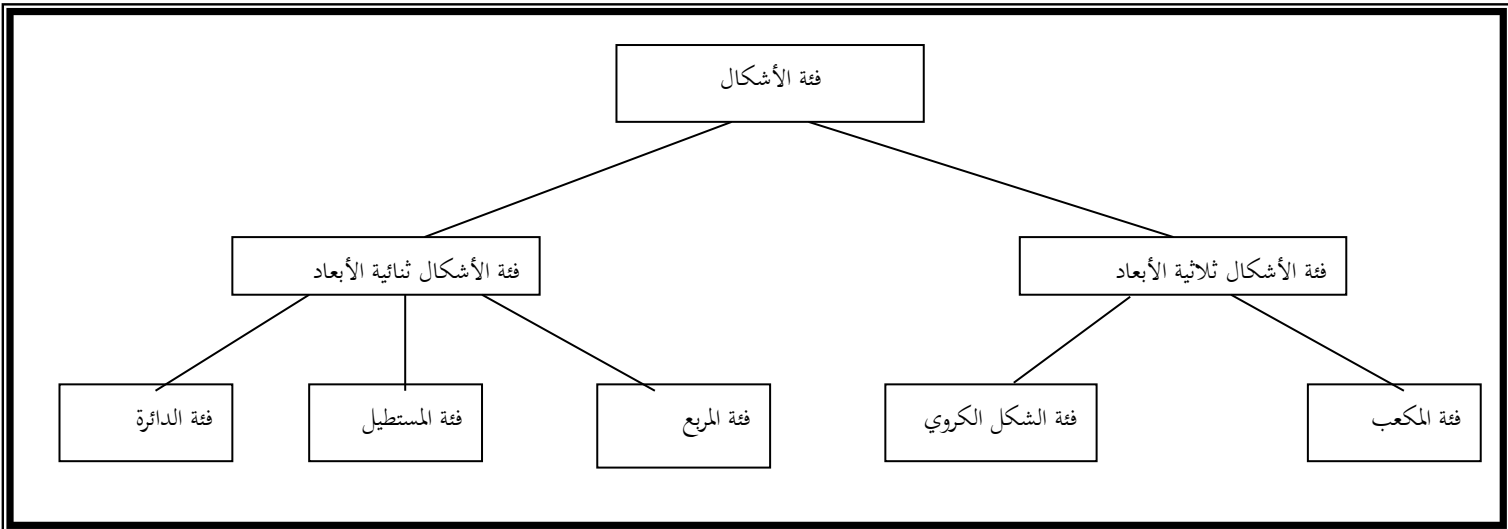 فئة الأشكال
فئة الأشكال ثلاثية الأبعاد
فئة الأشكال ثنائية الأبعاد
فئة المكعب
فئة الشكل الكروي
فئة المربع
فئة المستطيل
فئة الدائرة